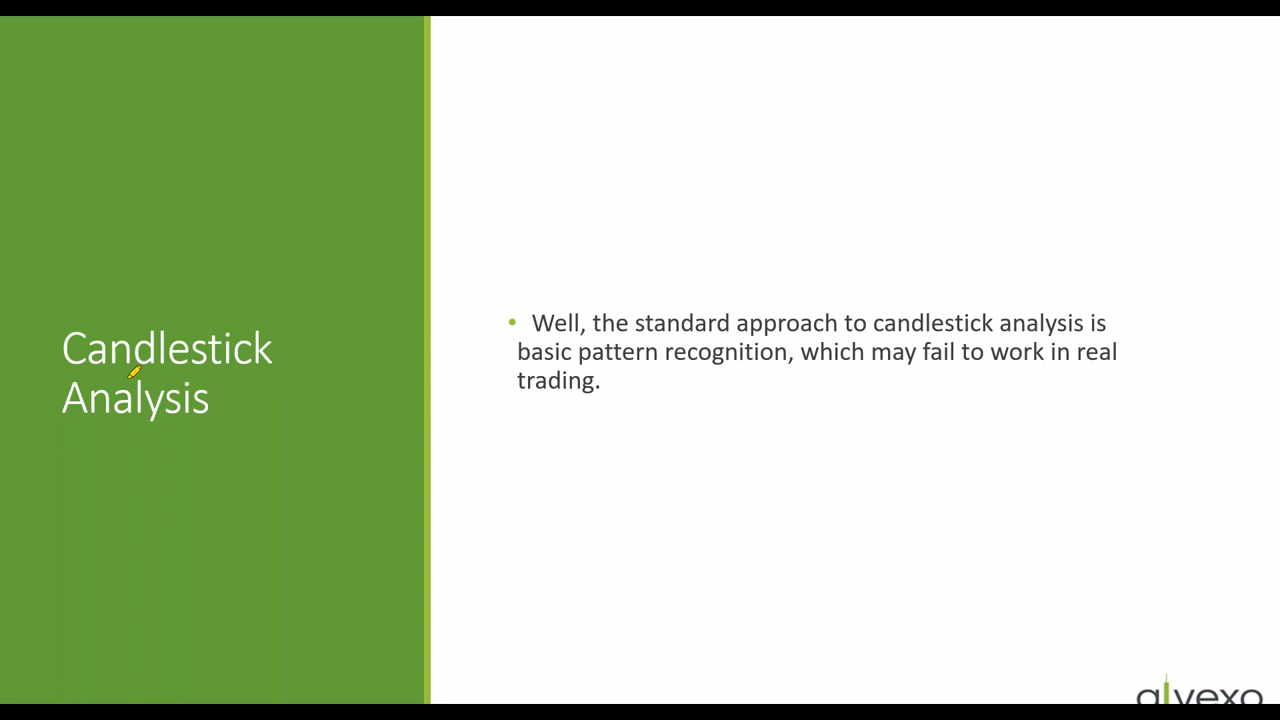 Candlestick
Analysis
• Well, the standard approach to candlestick analysis is
basic pattern recognition, which may fail to work in real
trading.
alvexo